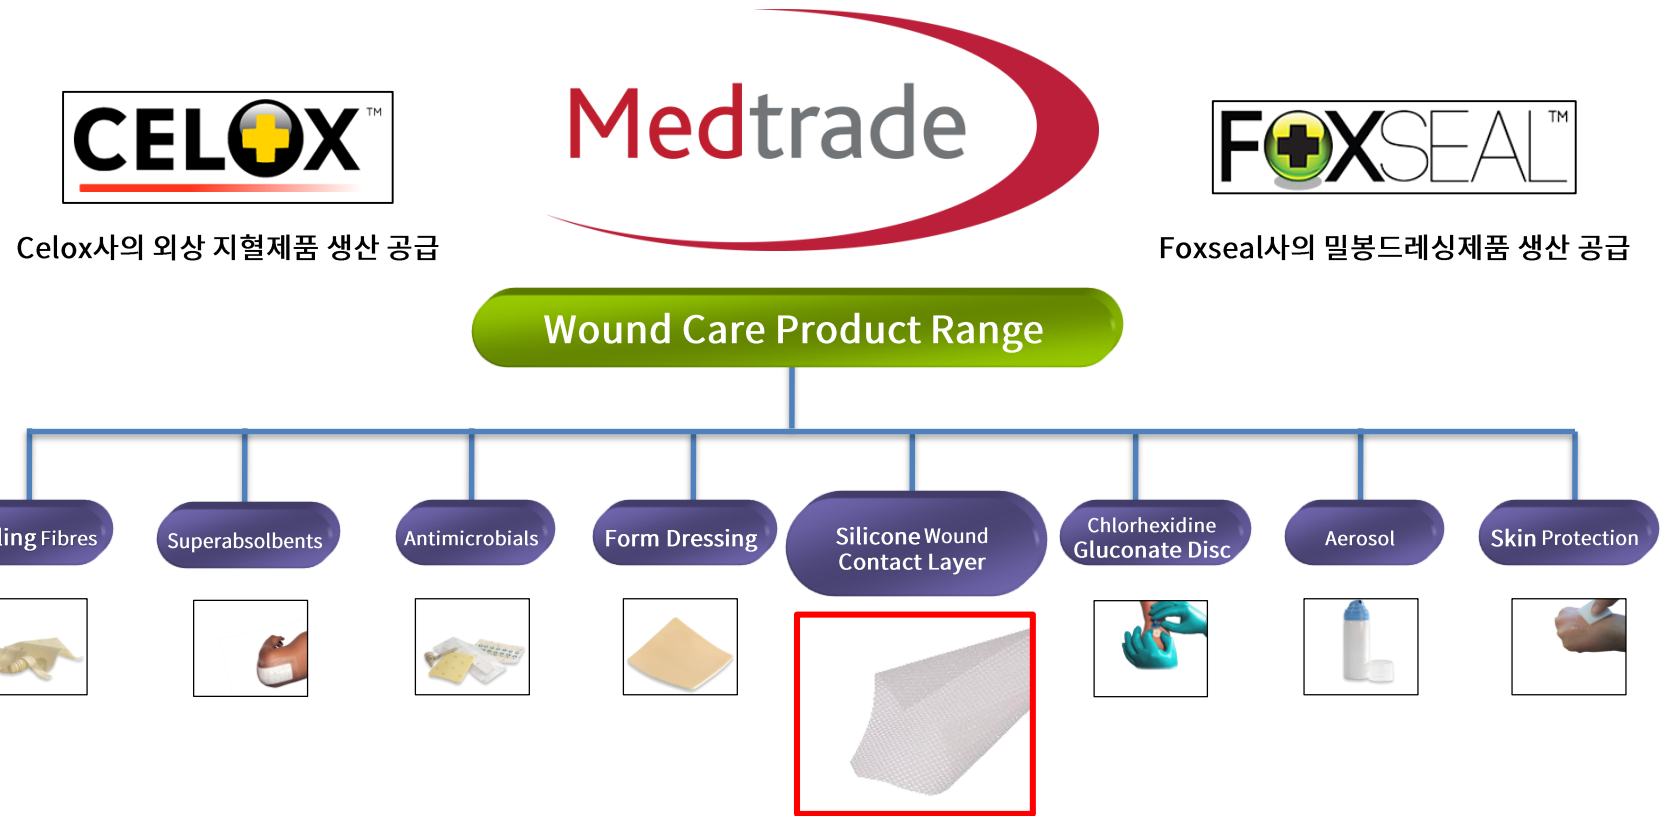 CELOX™
Medtrade
FOXSEAL™
Celox사의 외상 지혈제품 생산 공급
Foxseal사의 밀봉드레싱제품 생산 공급
Wound Care Product Range
ling Fibres
Superabsolbents
Antimicrobials
Form Dressing
Silicone Wound
Contact Layer
Chlorhexidine
Gluconate Disc
Aerosol
Skin Protection